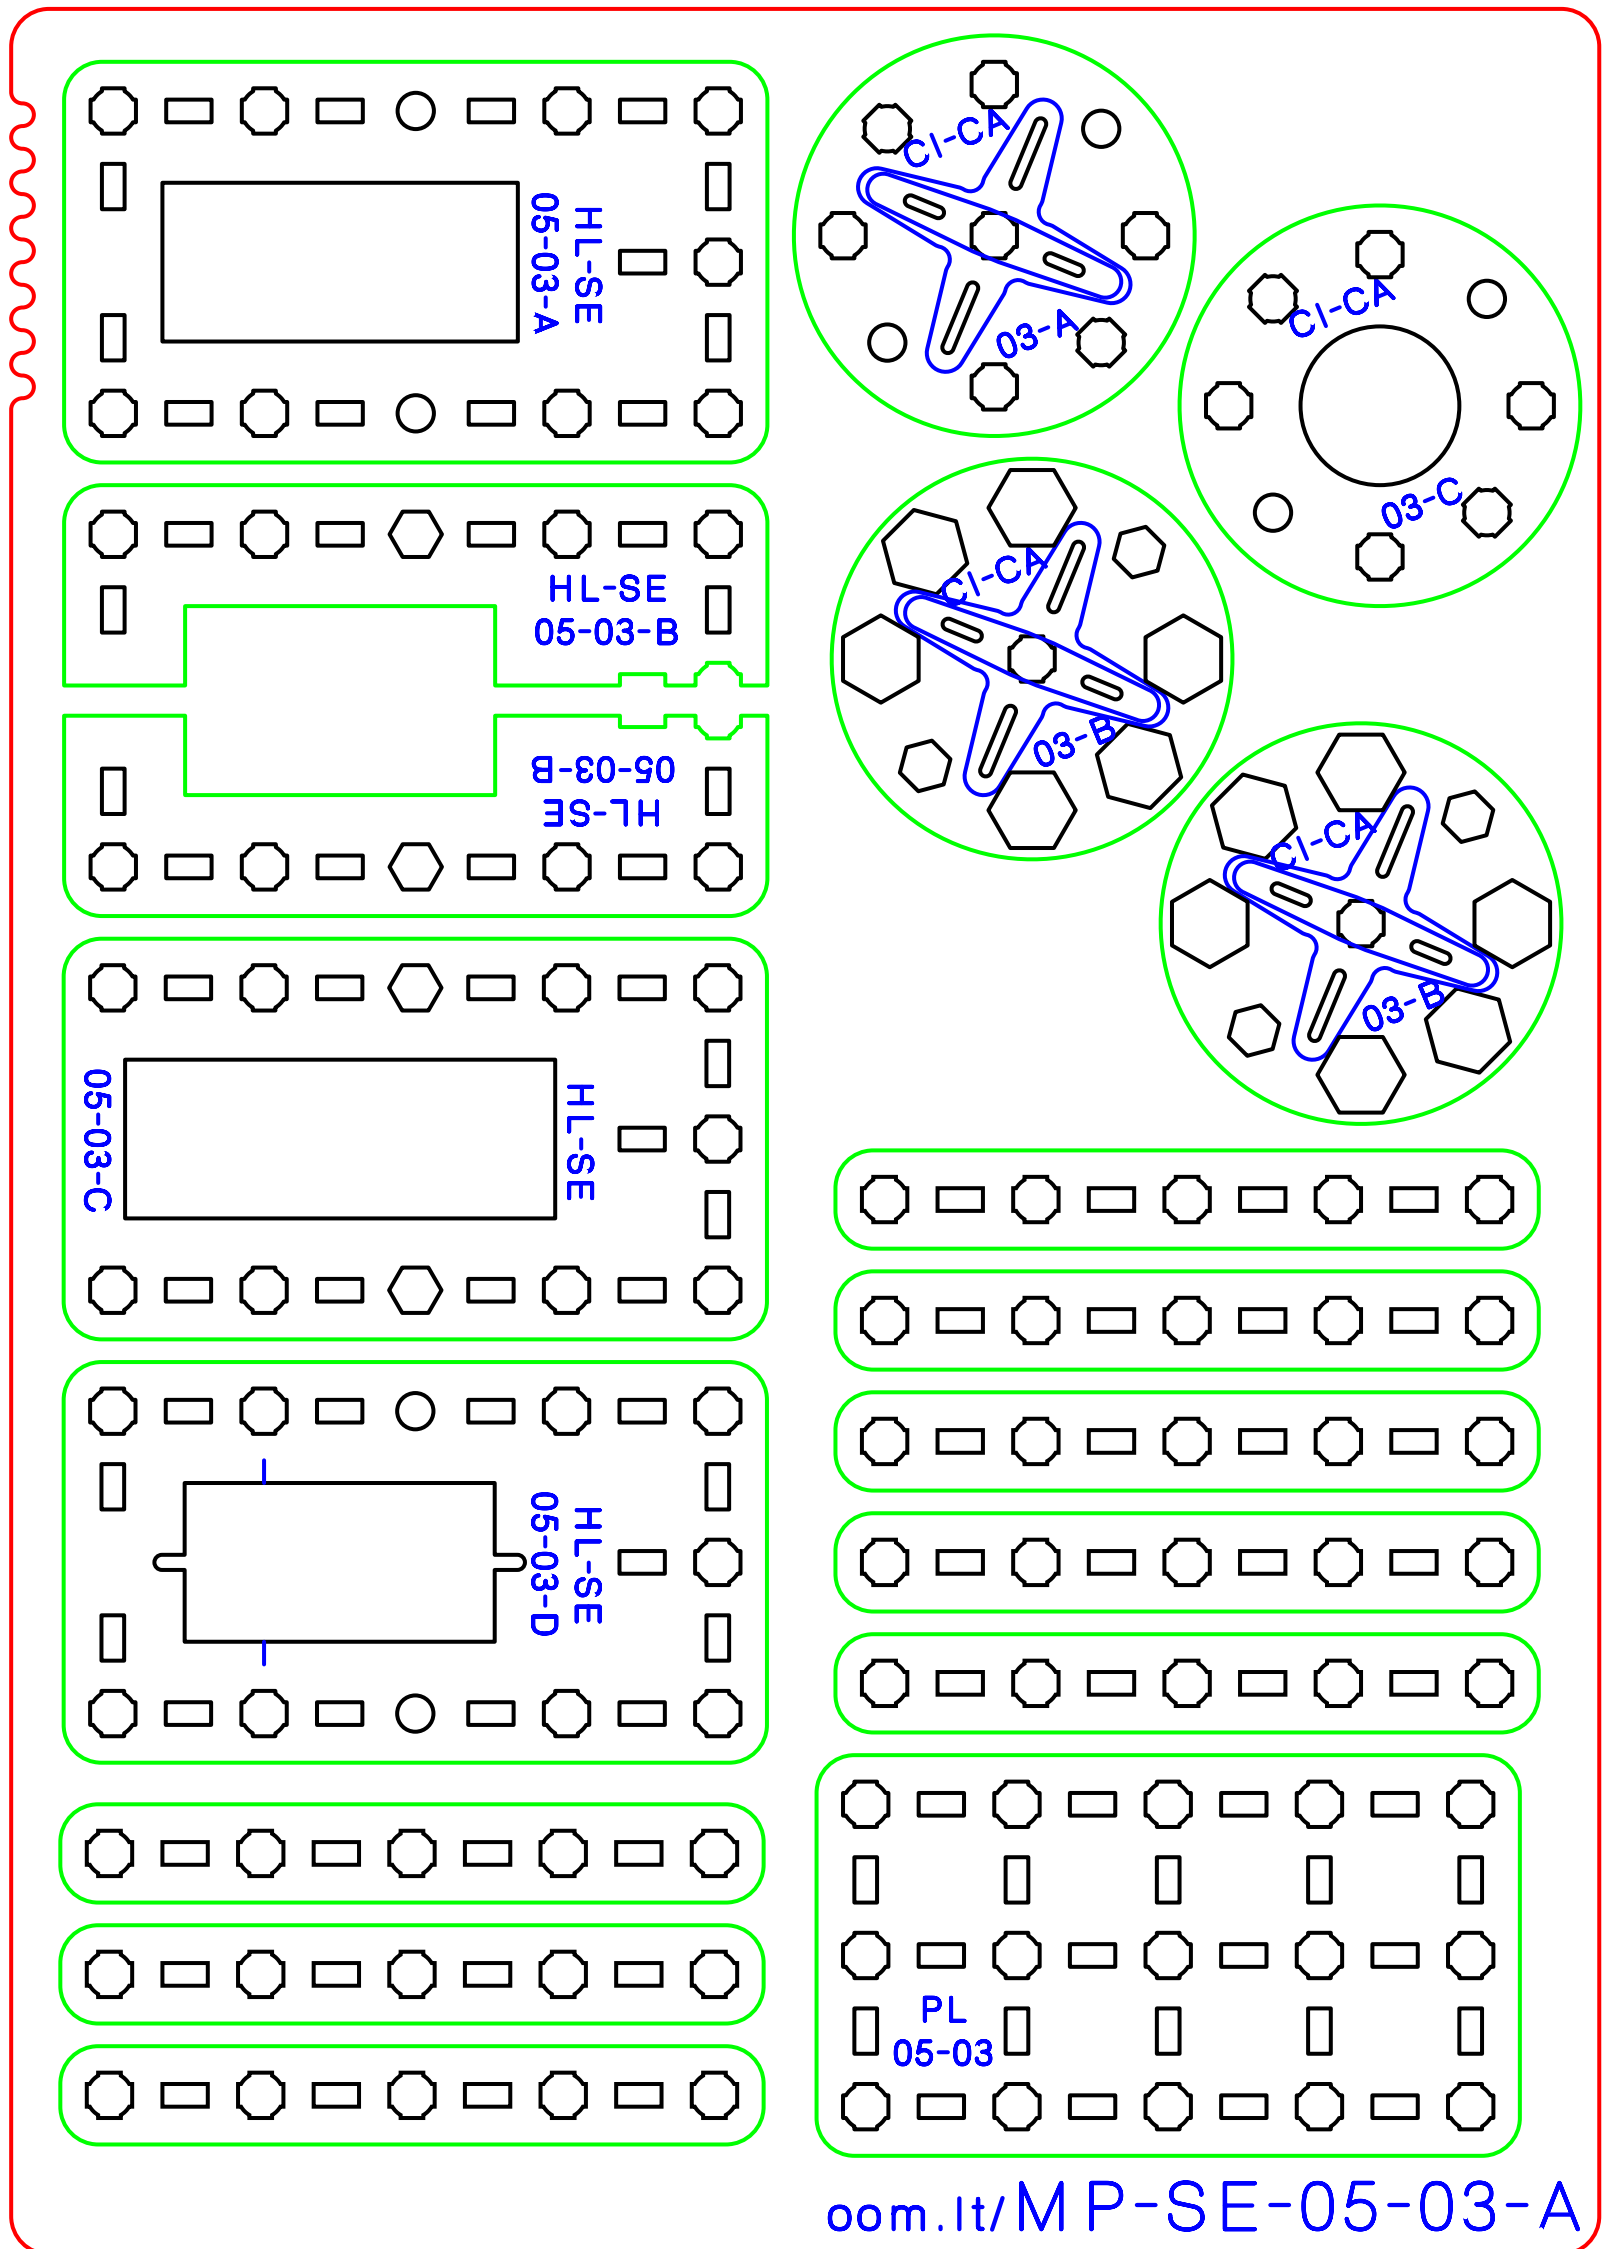 HL-SE
05-03-A
CI-CA
03-A
CI-CA
03-C
HL-SE
05-03-B
05-03-B
HL-SE
CI-CA
03-B
CI-CA
03-B
HL-SE
05-03-C
HL-SE
05-03-D
PL
05-03
oom.lt/MP-SE-05-03-A